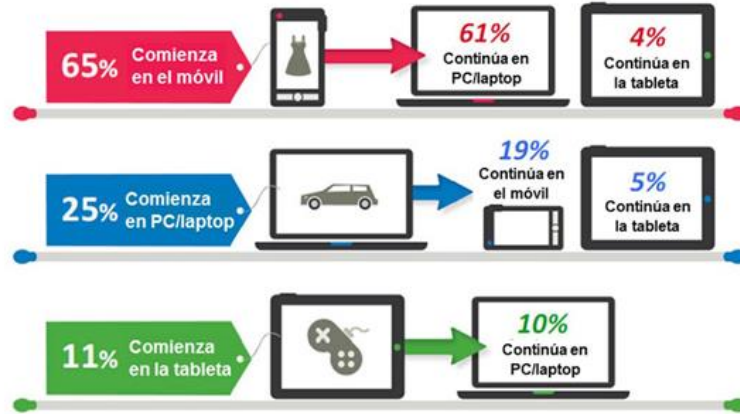 65% Comienza
en el móvil
61%
Continúa en
PC/laptop
4%
Continúa en
la tableta
25% Comienza
en PC/laptop
19%
Continúa en
el móvil
5%
Continúa en
la tableta
11% Comienza
en la tableta
10%
Continúa en
PC/laptop